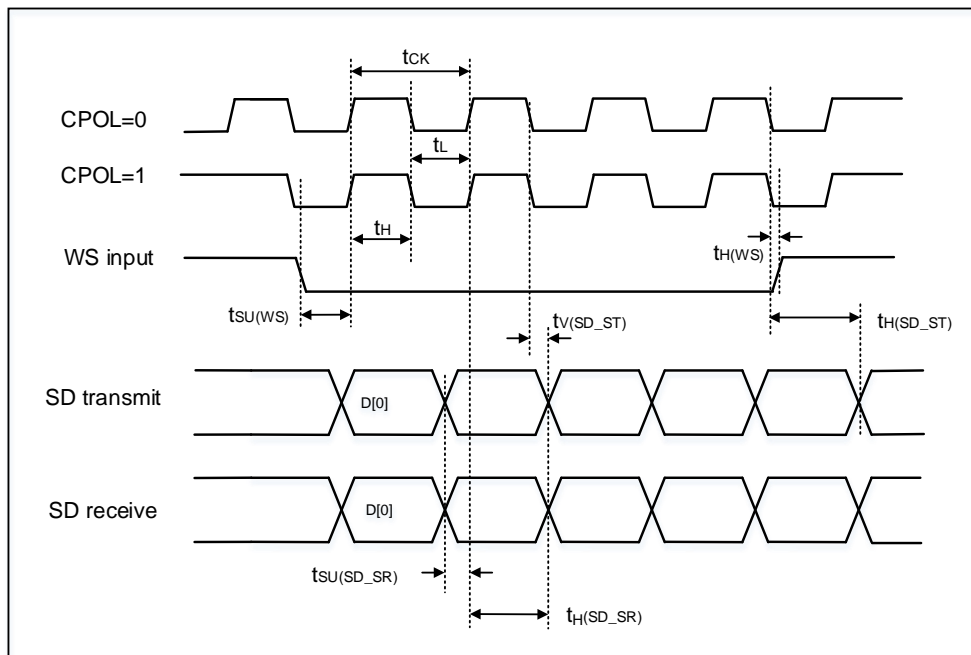 tCK
CPOL=0
tL
CPOL=1
tH
tH(WS)
WS input
tSU(WS)
tV(SD_ST)
tH(SD_ST)
SD transmit
D[0]
SD receive
D[0]
tSU(SD_SR)
tH(SD_SR)